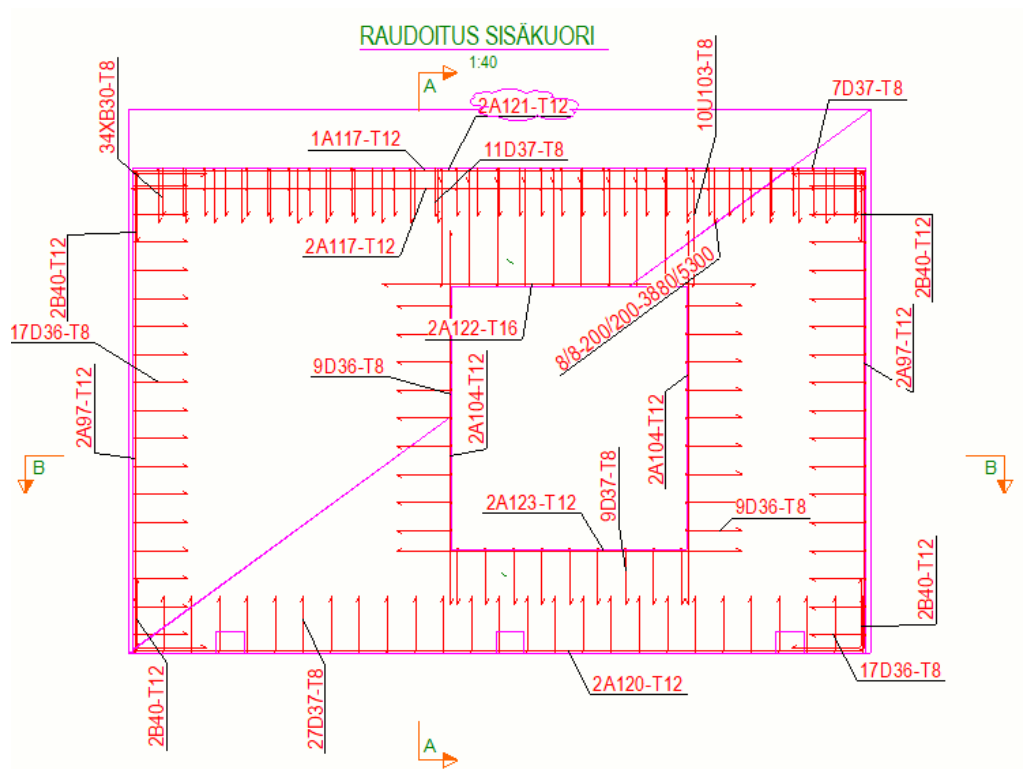 RAUDOITUS SISÄKUORI
1:40
A
34XB30-T8
2A121-T12
10U103-T8
7D37-T8
1A117-T12
11D37-T8
2A117-T12
2B40-T12
2B40-T12
8/8-200/200-3880/5300
17D36-T8
2A122-T16
2A97-T12
9D36-T8
2A97-T12
2A104-T12
2A104-T12
B
B
9D37-T8
2A123-T12
9D36-T8
2B40-T12
2B40-T12
27D37-T8
2A120-T12
17D36-T8
A